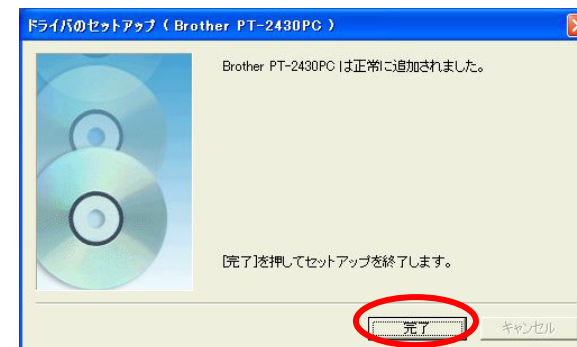 ドライバのセットアップ ( Brother PT-2430PC )
Brother PT-2430PC は正常に追加されました。
[完了]を押してセットアップを終了します。
完了
キャンセル